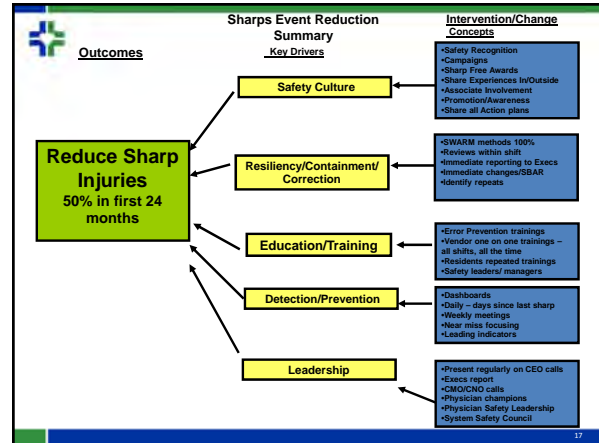 Sharps Event Reduction
Summary
Key Drivers
Outcomes
Intervention/Change
Concepts
Reduce Sharp
Injuries
50% in first 24
months
Safety Culture
•Safety Recognition
•Campaigns
•Sharp Free Awards
•Share Experiences In/Outside
•Associate Involvement
•Promotion/Awareness
•Share all Action plans
Resiliency/Containment/
Correction
•SWARM methods 100%
•Reviews within shift
•Immediate reporting to Execs
•Immediate changes/SBAR
•Identify repeats
Education/Training
•Error Prevention trainings
•Vendor one on one trainings –
all shifts, all the time
•Residents repeated trainings
•Safety leaders/ managers
Detection/Prevention
•Dashboards
•Daily – days since last sharp
•Weekly meetings
•Near miss focusing
•Leading indicators
Leadership
•Present regularly on CEO calls
•Execs report
•CMO/CNO calls
•Physician champions
•Physician Safety Leadership
•System Safety Council
17